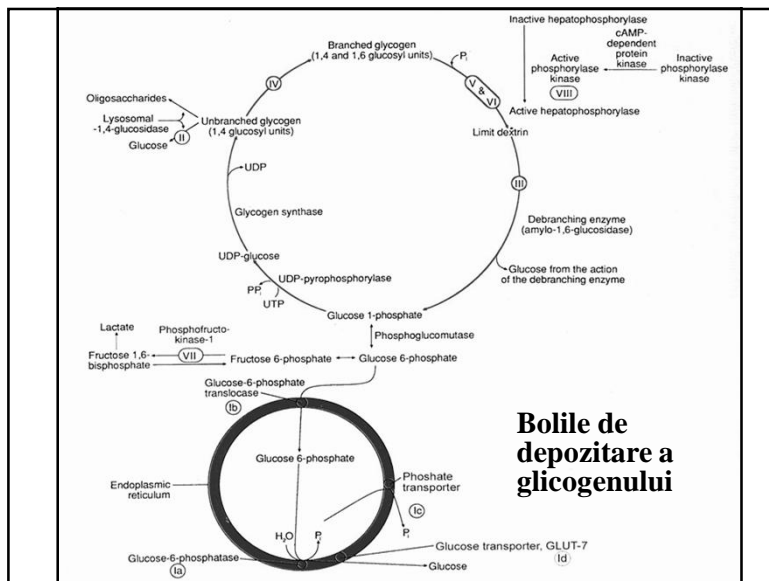 Inactive hepatophosphorylase
cAMP-
dependent
protein
kinase
Active
phosphorylase
kinase
Inactive
phosphorylase
kinase
VIII
Active hepatophosphorylase
Branched glycogen
(1,4 and 1,6 glucosyl units)
Pi
IV
V
&
VI
Oligosaccharides
Lysosomal
-1,4-glucosidase
II
Glucose
Unbranched glycogen
(1,4 glucosyl units)
Limit dextrin
UDP
III
Glycogen synthase
Debranching enzyme
(amylo-1,6-glucosidase)
UDP-glucose
Glucose from the action
of the debranching enzyme
UDP-pyrophosphorylase
PPi
UTP
Glucose 1-phosphate
Phosphoglucomutase
Lactate
Phosphofructo-
kinase-1
VII
Fructose 1,6-
bisphosphate
Fructose 6-phosphate
Glucose 6-phosphate
Glucose-6-phosphate
translocase
Ib
Bolile de
depozitare a
glicogenului
Glucose 6-phosphate
Endoplasmic
reticulum
Phoshate
transporter
Ic
H2O
Pi
Pi
Glucose transporter, GLUT-7
Id
Glucose-6-phosphatase
Ia
Glucose